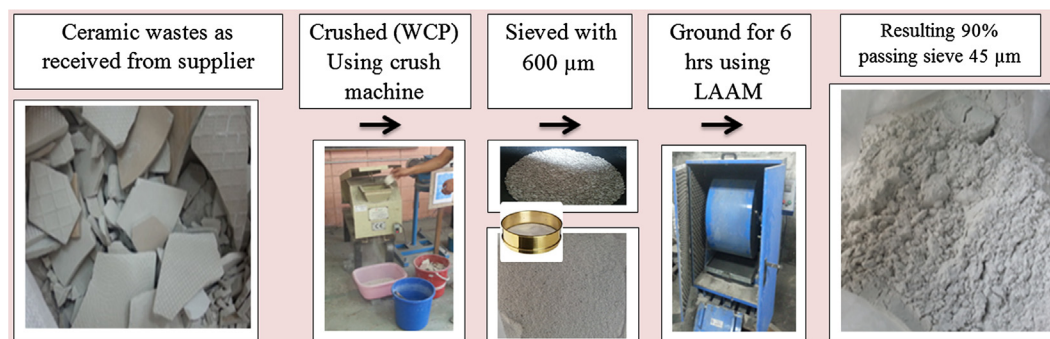 Ceramic wastes as
received from supplier
Crushed (WCP)
Using crush
machine
Sieved with
600 µm
Ground for 6
hrs using
LAAM
Resulting 90%
passing sieve 45 µm